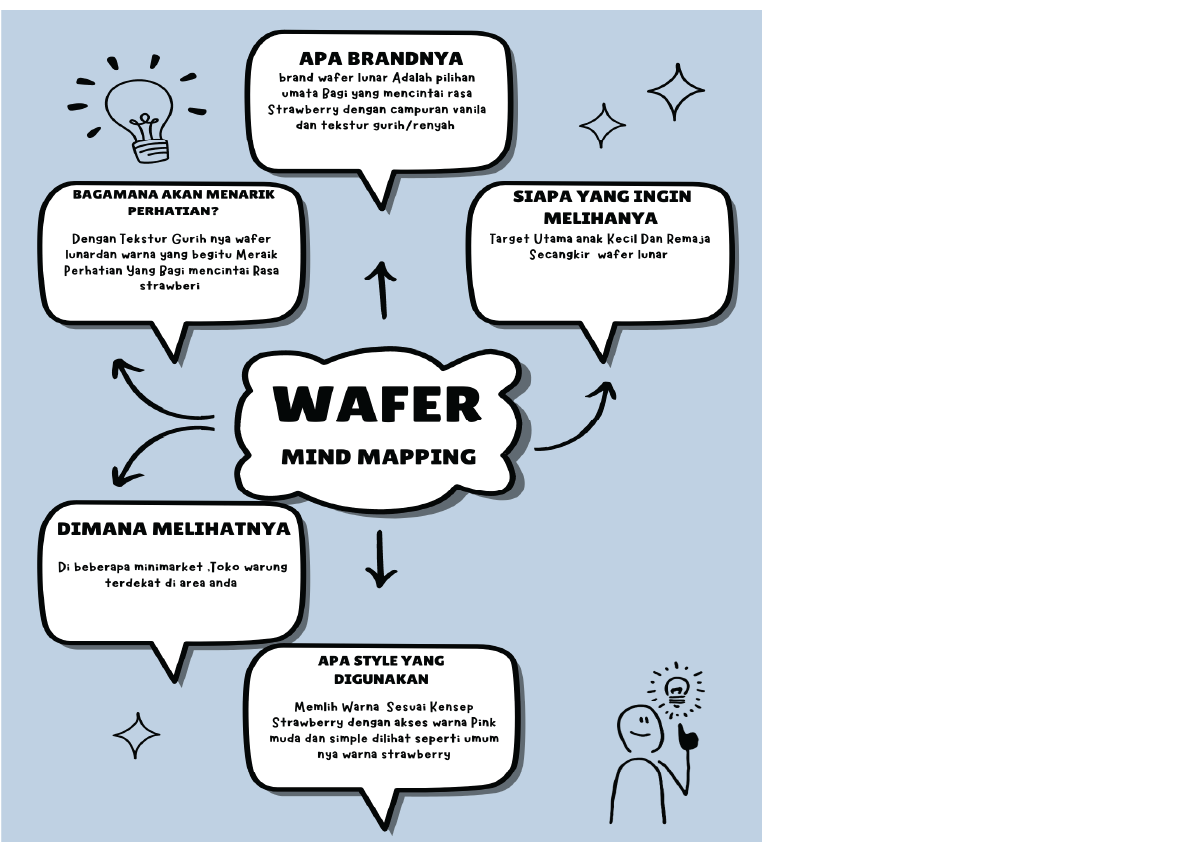 APA BRANDNYA
brand wafer lunar Adalah pilihan
umata Bagi yang mencintai rasa
Strawberry dengan campuran vanila
dan tekstur gurih/renyah
BAGAMANA AKAN MENARIK
PERHATIAN?
Dengan Tekstur Gurih nya wafer
lunardan warna yang begitu Meraik
Perhatian Yang Bagi mencintai Rasa
strawberi
SIAPA YANG INGIN
MELIHANYA
Target Utama anak Kecil Dan Remaja
Secangkir wafer lunar
WAFER
MIND MAPPING
DIMANA MELIHATNYA
Di beberapa minimarket ,Toko warung
terdekat di area anda
APA STYLE YANG
DIGUNAKAN
Memlih Warna Sesuai Kensep
Strawberry dengan akses warna Pink
muda dan simple dilihat seperti umum
nya warna strawberry